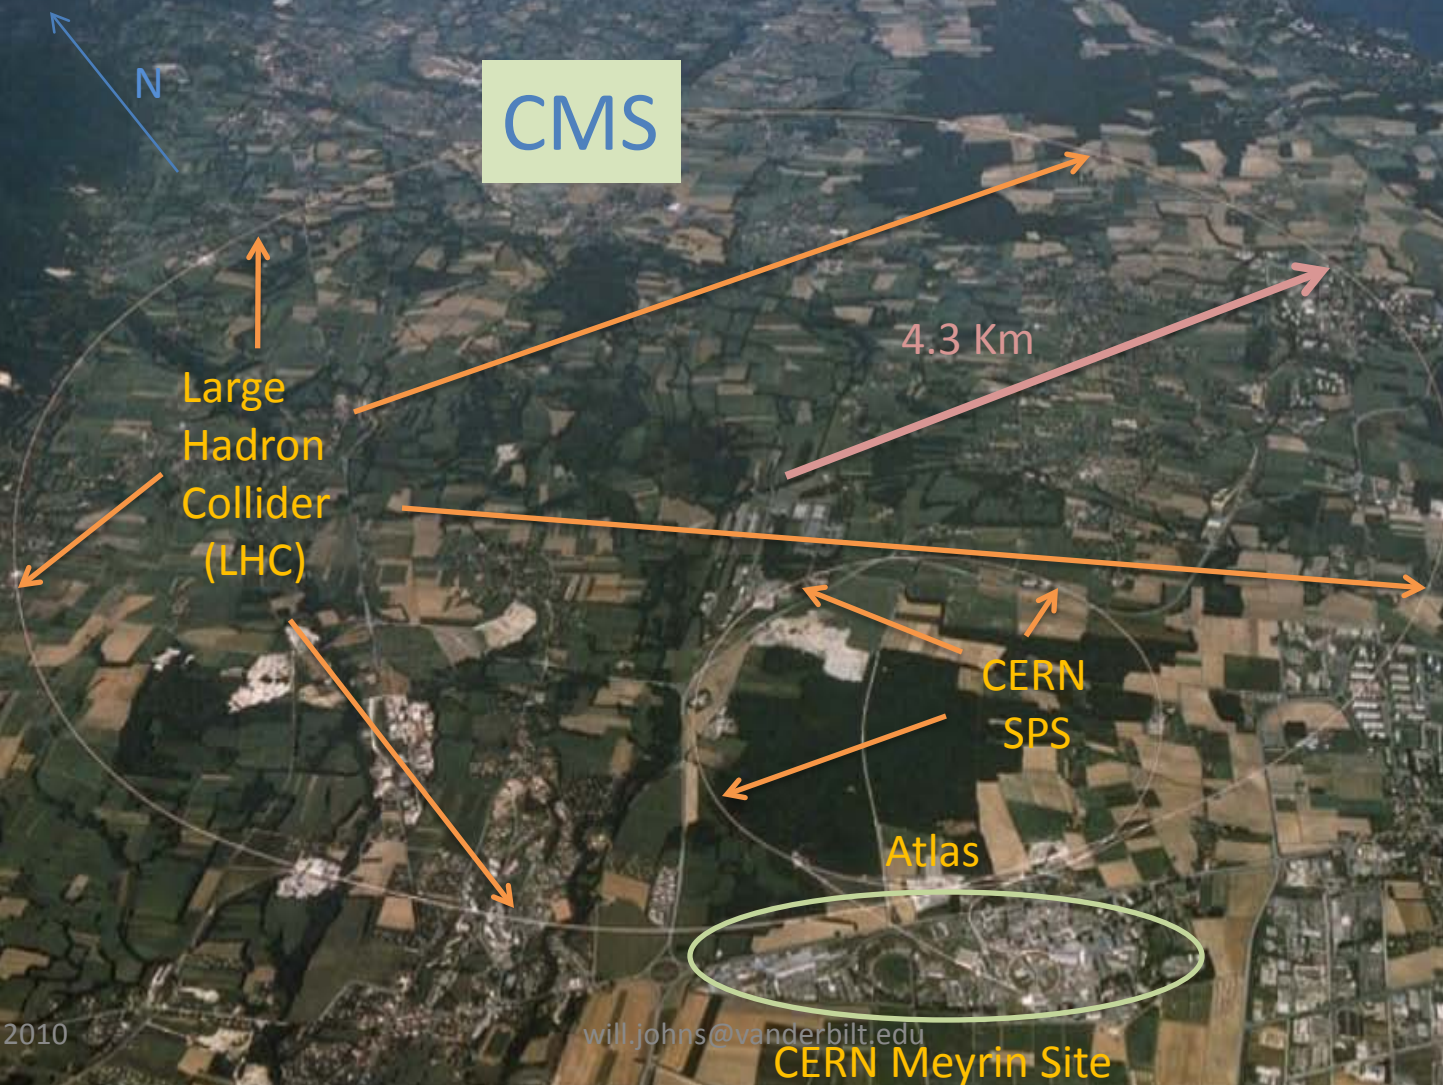 N
CMS
4.3 Km
Large
Hadron
Collider
(LHC)
CERN
SPS
Atlas
2010
will.johns@vanderbilt.edu
CERN Meyrin Site